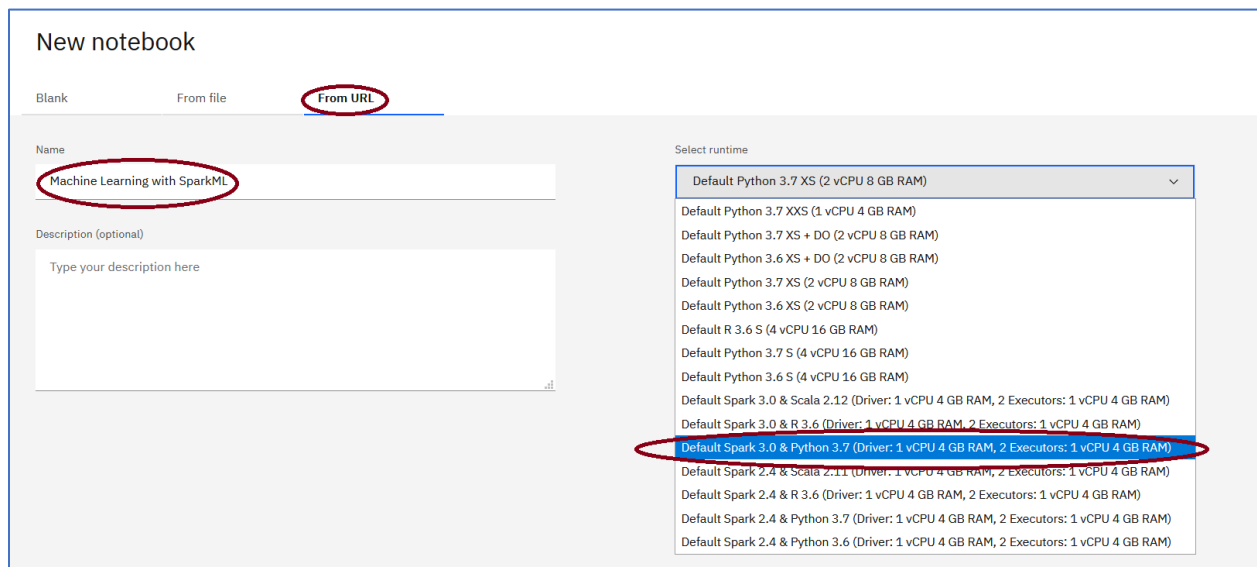 New notebook
Blank From file From URL
Name
Machine Learning with SparkML
Description (optional)
Type your description here
Select runtime
Default Python 3.7 XS (2 vCPU 8 GB RAM)
Default Python 3.7 XXS (1 vCPU 4 GB RAM)
Default Python 3.7 XS + DO (2 vCPU 8 GB RAM)
Default Python 3.6 XS + DO (2 vCPU 8 GB RAM)
Default Python 3.7 XS (2 vCPU 8 GB RAM)
Default Python 3.6 XS (2 vCPU 8 GB RAM)
Default R 3.6 S (4 vCPU 16 GB RAM)
Default Python 3.7 S (4 vCPU 16 GB RAM)
Default Python 3.6 S (4 vCPU 16 GB RAM)
Default Spark 3.0 & Scala 2.12 (Driver: 1 vCPU 4 GB RAM, 2 Executors: 1 vCPU 4 GB RAM)
Default Spark 3.0 & R 3.6 (Driver: 1 vCPU 4 GB RAM, 2 Executors: 1 vCPU 4 GB RAM)
Default Spark 3.0 & Python 3.7 (Driver: 1 vCPU 4 GB RAM, 2 Executors: 1 vCPU 4 GB RAM)
Default Spark 2.4 & Scala 2.11 (Driver: 1 vCPU 4 GB RAM, 2 Executors: 1 vCPU 4 GB RAM)
Default Spark 2.4 & R 3.6 (Driver: 1 vCPU 4 GB RAM, 2 Executors: 1 vCPU 4 GB RAM)
Default Spark 2.4 & Python 3.7 (Driver: 1 vCPU 4 GB RAM, 2 Executors: 1 vCPU 4 GB RAM)
Default Spark 2.4 & Python 3.6 (Driver: 1 vCPU 4 GB RAM, 2 Executors: 1 vCPU 4 GB RAM)